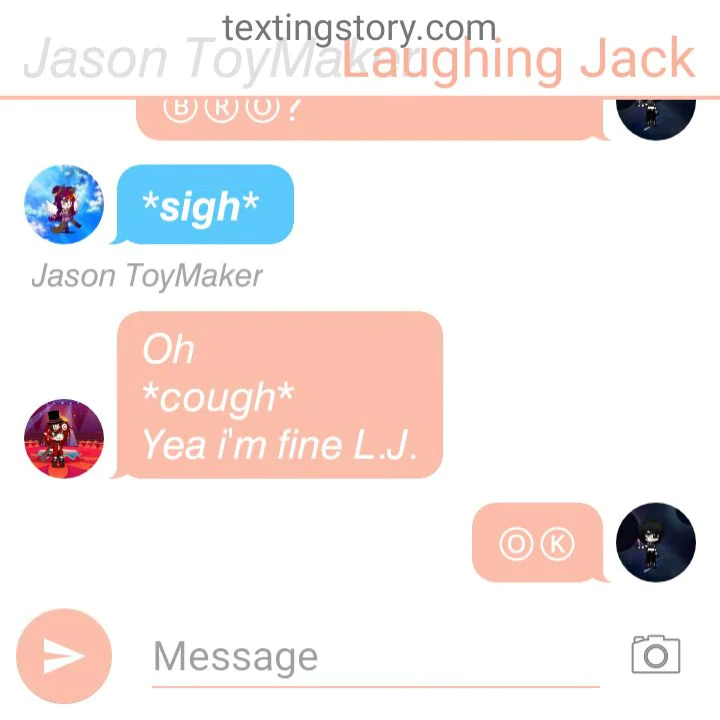 textingstory.com
Jason ToyMaker
Laughing Jack
ⒷⓇⓄ?
*sigh*
Jason ToyMaker
Oh
*cough*
Yea i'm fine L.J.
ⓄⓀ
Message